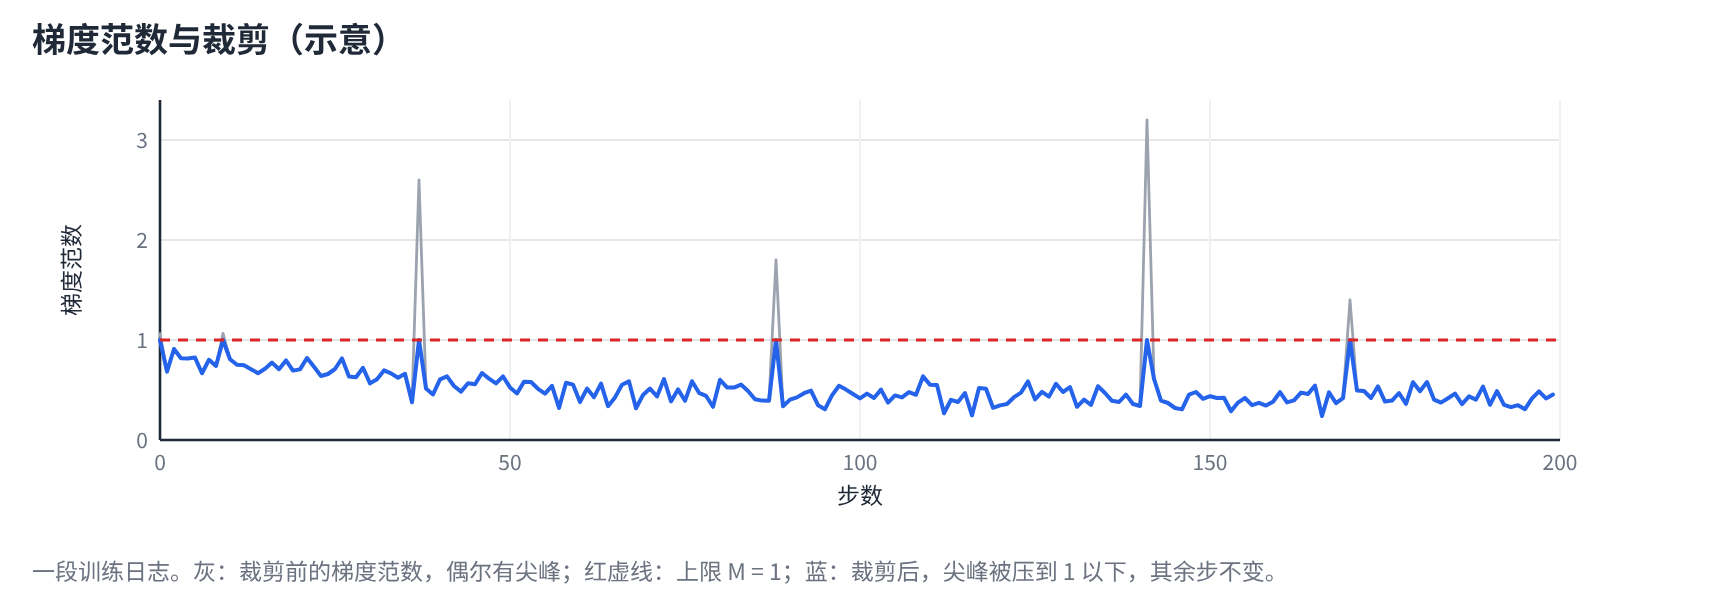 梯度范数与裁剪（示意）
3
2
1
0
梯度范数
0
50
100
150
200
步数
一段训练日志。灰：裁剪前的梯度范数，偶尔有尖峰；红虚线：上限 M = 1；蓝：裁剪后，尖峰被压到 1 以下，其余步不变。